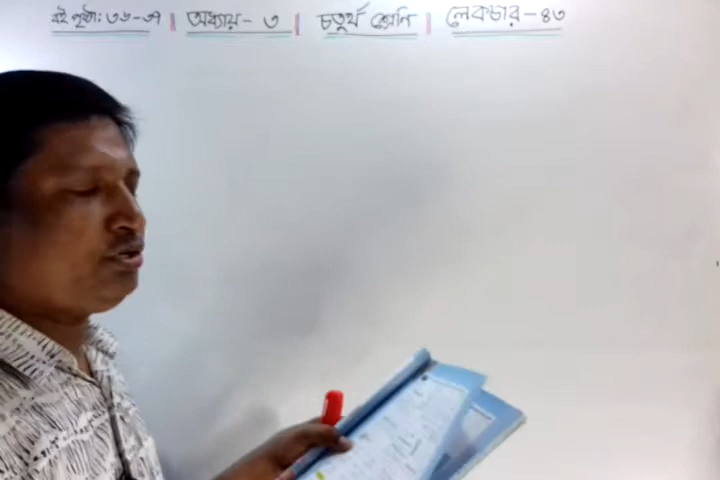 বই পৃষ্ঠা: ৩৬-৩৭ | অধ্যায় - ৩ | চতুর্থ শ্রেণি | লেকচার - ৪৩